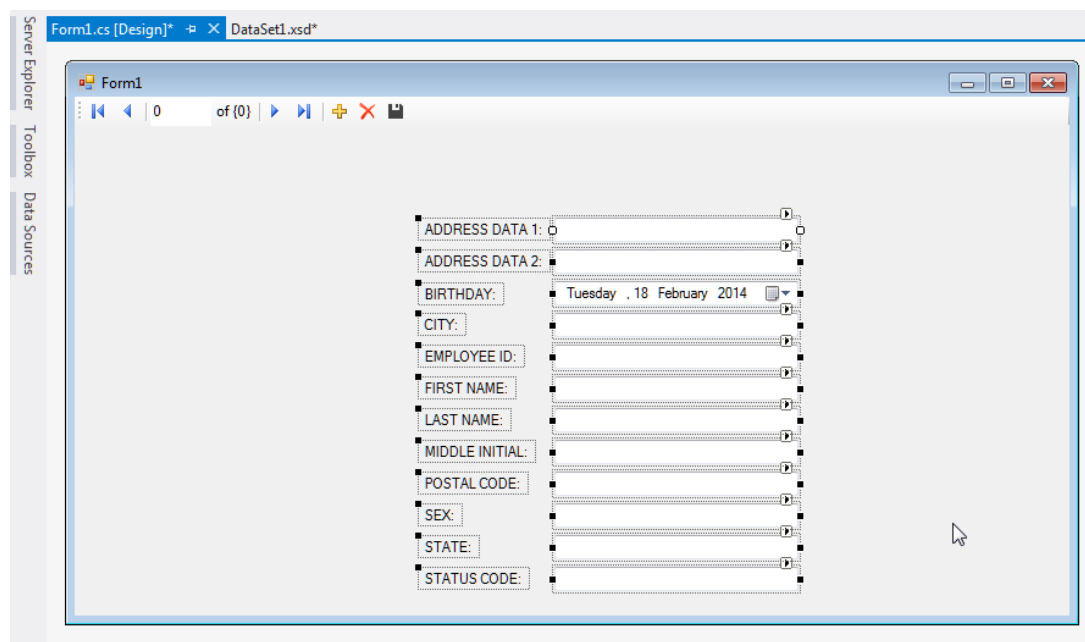 Form1.cs [Design]* DataSet1.xsd*
Server Explorer
Toolbox
Data Sources
Form1
0 of {0}
ADDRESS DATA 1:
ADDRESS DATA 2:
BIRTHDAY: Tuesday , 18 February 2014
CITY:
EMPLOYEE ID:
FIRST NAME:
LAST NAME:
MIDDLE INITIAL:
POSTAL CODE:
SEX:
STATE:
STATUS CODE: